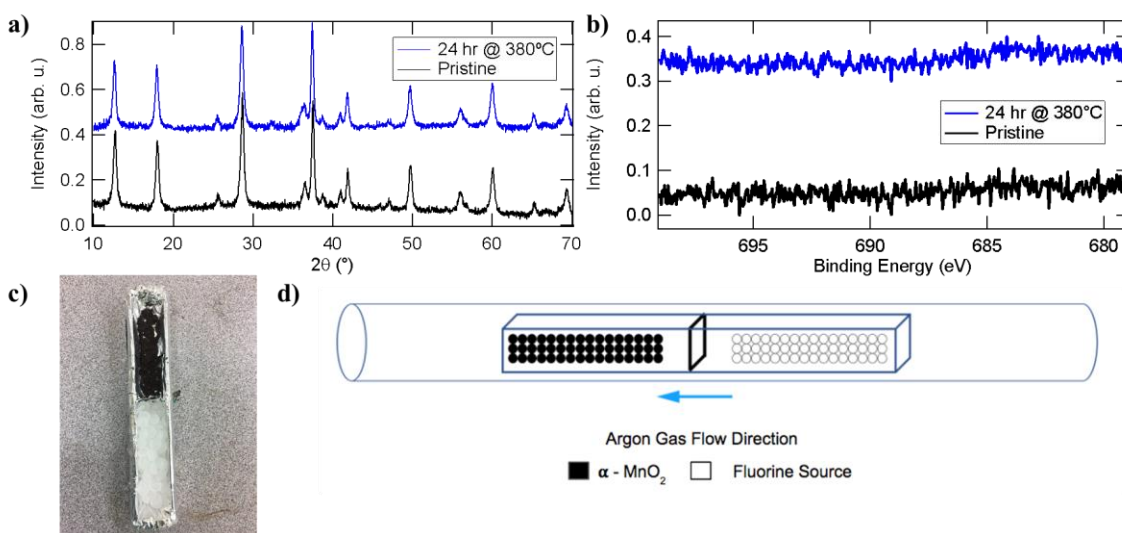 a)
0.8
0.6
0.4
0.2
0.0
Intensity (arb. u.)
24 hr @ 380ºC
Pristine
10
20
30
40
50
60
70
2θ (°)
b)
0.4
0.3
0.2
0.1
0.0
Intensity (arb. u.)
24 hr @ 380°C
Pristine
695
690
685
680
Binding Energy (eV)
c)
d)
Argon Gas Flow Direction
α - MnO2 Fluorine Source